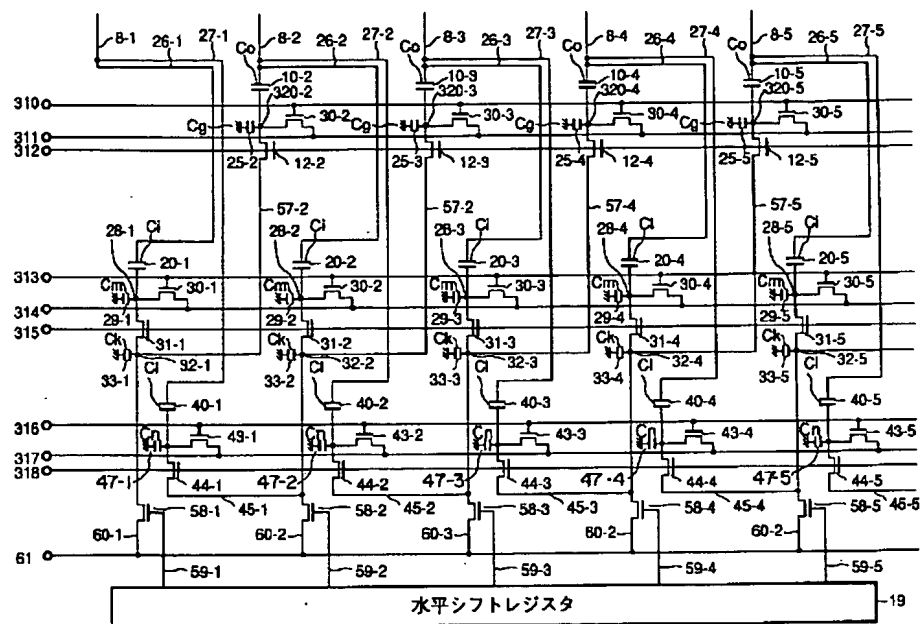 8-1 26-1 27-1 8-2 26-2 27-2 8-3 26-3 27-3 8-4 26-4 27-4 8-5 26-5 27-5
Co Co Co Co
10-2 10-3 10-4 10-5
320-2 320-3 320-4 320-5
310
30-2 30-3 30-4 30-5
Cg Cg Cg Cg
311
312
25-2 12-2 25-3 12-3 25-4 12-4 25-5 12-5
57-2 57-2 57-4 57-5
28-1 Ci 28-2 Ci 28-3 Ci 28-4 Ci 28-5 Ci
20-1 20-2 20-3 20-4 20-5
313
Cm 30-1 Cm 30-2 Cm 30-3 Cm 30-4 Cm 30-5
314
315
29-1 29-2 29-3 29-4 29-5
31-1 31-2 31-3 31-4 31-5
Ck Ck Ck Ck Ck
33-1 32-1 33-2 32-2 33-3 32-3 33-4 32-4 33-5 32-5
Cl Cl Cl Cl Cl
40-1 40-2 40-3 40-4 40-5
316
43-1 43-2 43-3 43-4 43-5
317
318
47-1 47-2 47-3 47-4 47-5
44-1 44-2 44-3 44-4 44-5
58-1 45-1 58-2 45-2 58-3 45-3 58-4 45-4 58-5 45-5
60-1 60-2 60-3 60-2 60-2
61
59-1 59-2 59-3 59-4 59-5
水平シフトレジスタ 19